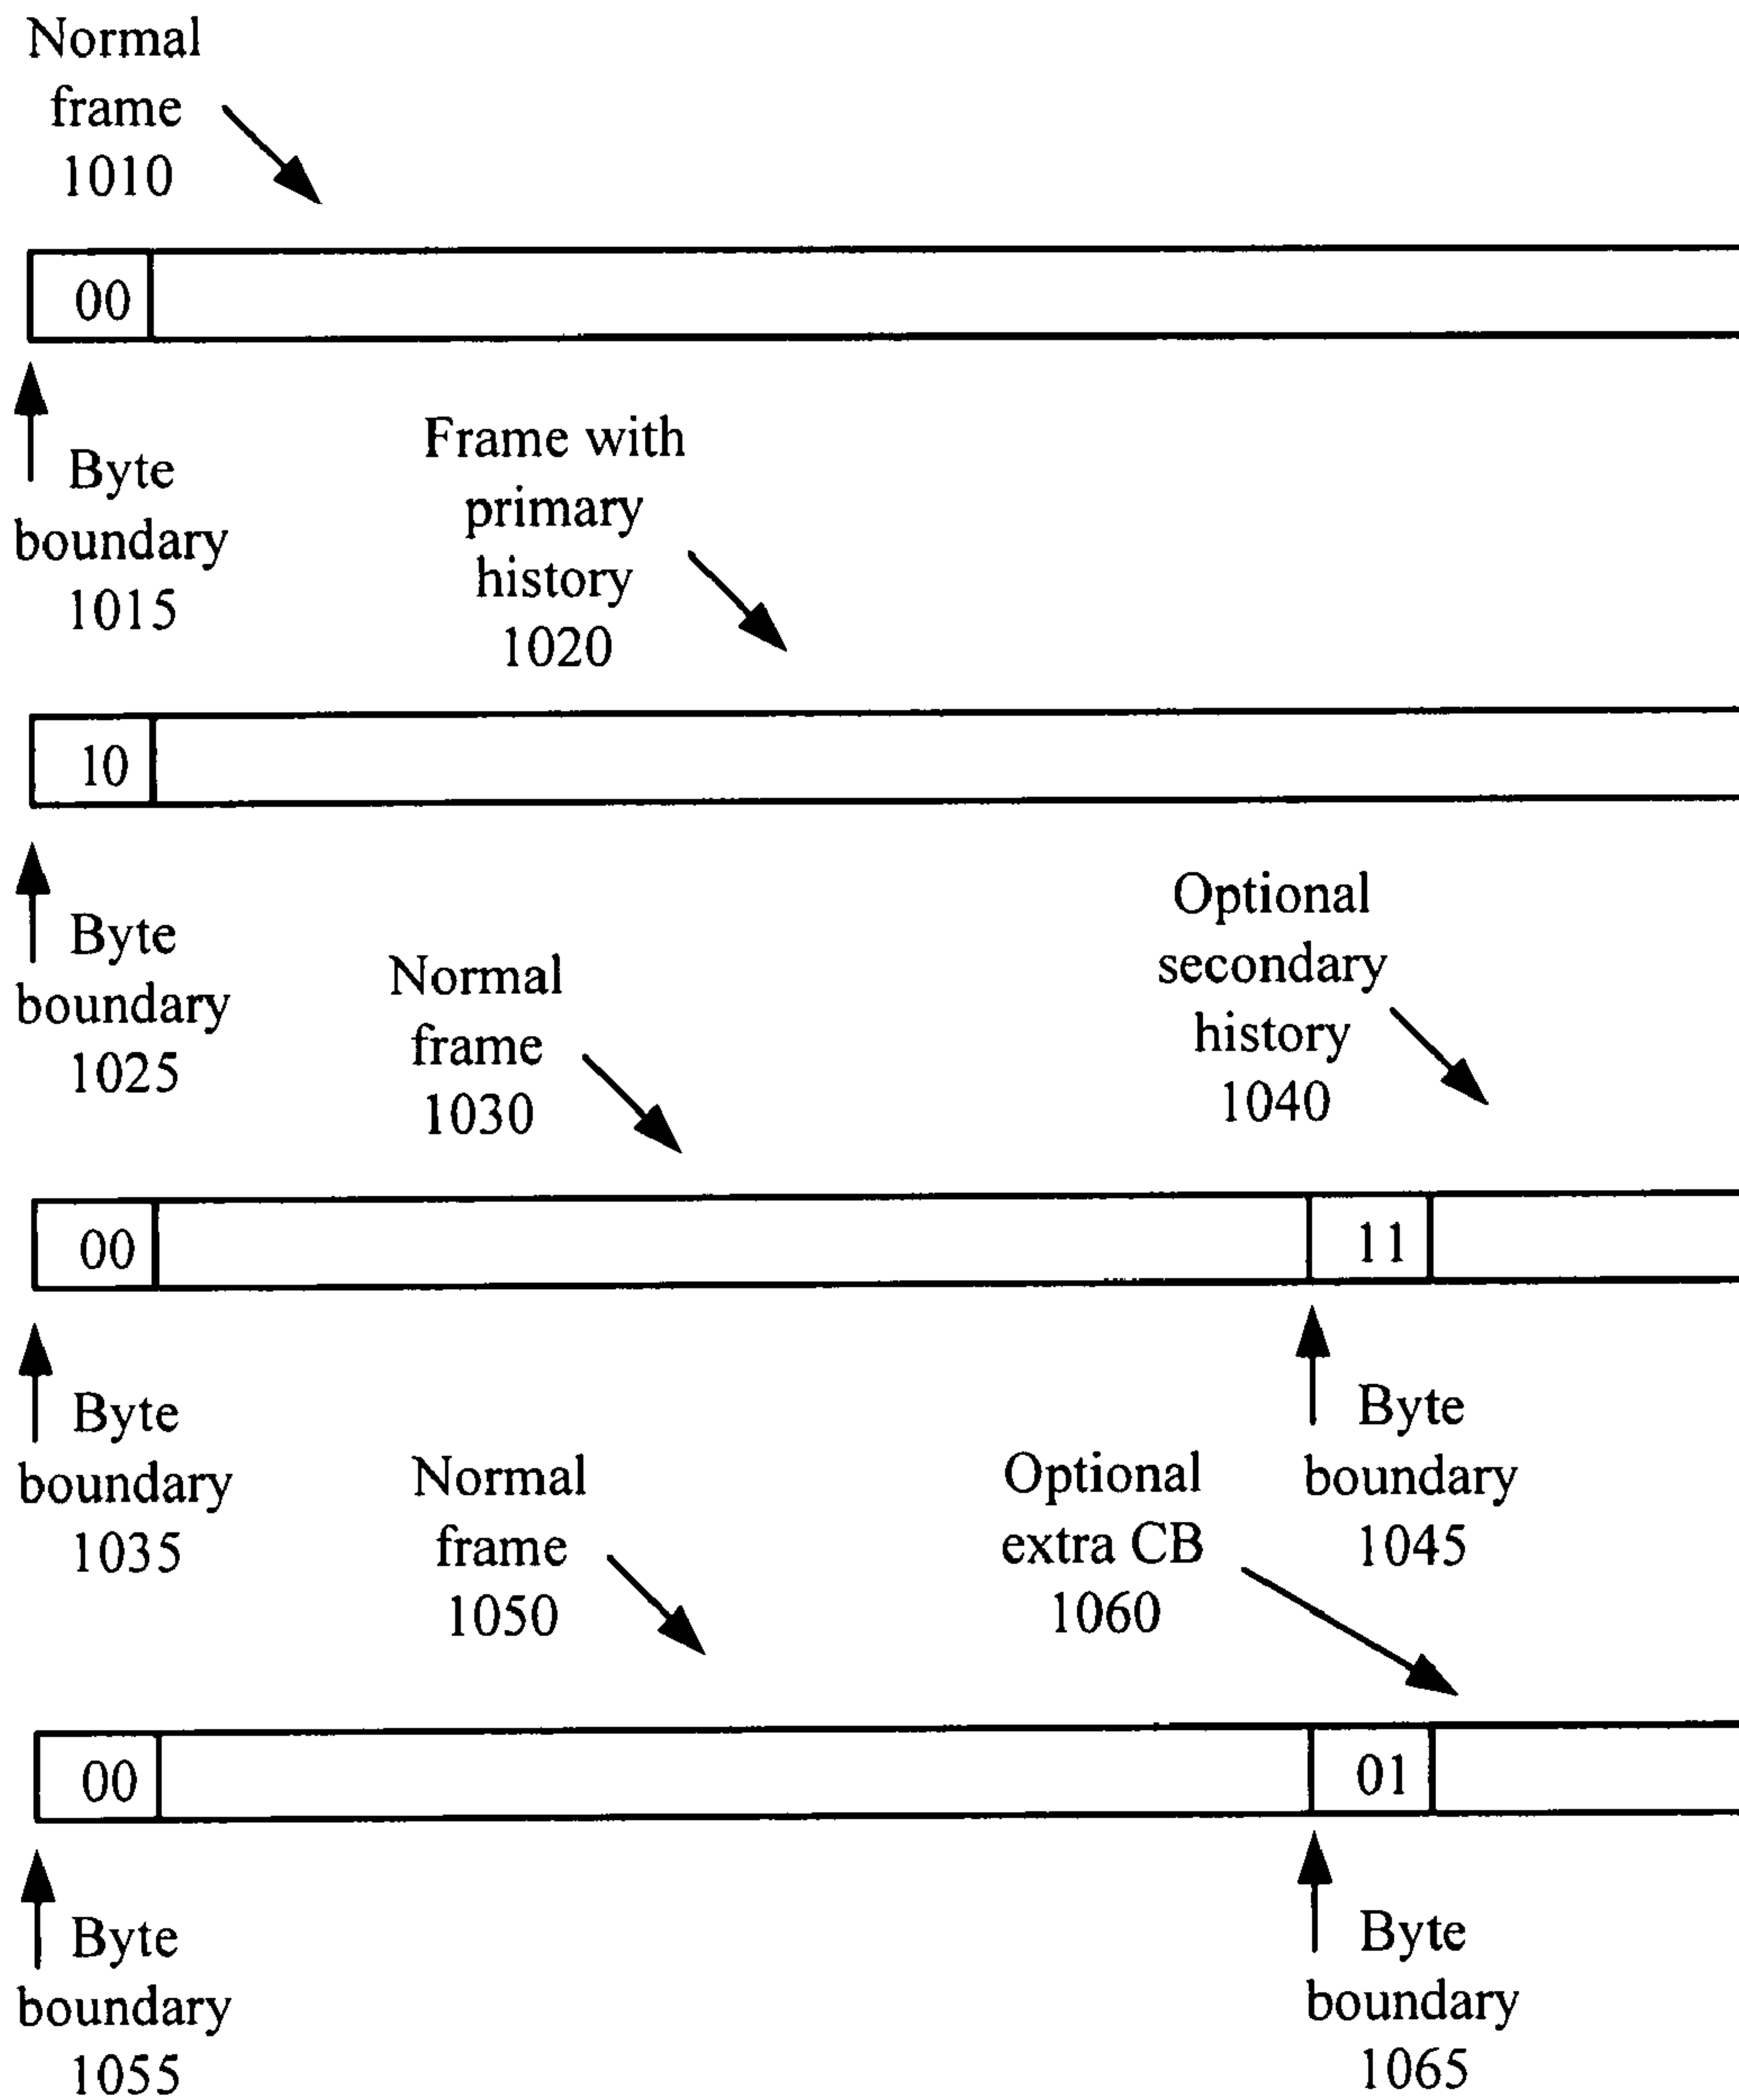 Normal
frame
1010
00
Byte
boundary
1015
Frame with
primary
history
1020
10
Byte
boundary
1025
Normal
frame
1030
Optional
secondary
history
1040
00
11
Byte
boundary
1035
Byte
boundary
1045
Normal
frame
1050
Optional
extra CB
1060
00
01
Byte
boundary
1055
Byte
boundary
1065